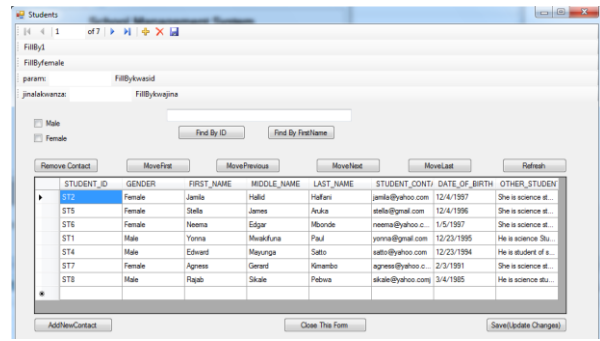 Students
1 of 7
FillBy1
FillByfemale
param: FillBykwasid
jinalakwanza: FillBykwajina
Male
Female
Find By ID Find By FirstName
Remove Contact MoveFirst MovePrevious MoveNext MoveLast Refresh
STUDENT_ID GENDER FIRST_NAME MIDDLE_NAME LAST_NAME STUDENT_CONT DATE_OF_BIRTH OTHER_STUDENT
ST2 Female Jamila Hallid Halfani jamila@yahoo.com 12/4/1997 She is science st...
ST5 Female Stella James Aruka stella@gmail.com 12/4/1996 She is science st...
ST6 Female Neema Edgar Mbonde neema@yahoo.c... 1/5/1997 She is science st...
ST1 Male Yonna Mwakifuna Paul yonna@gmail.com 12/23/1995 He is science Stu...
ST4 Male Edward Mayunga Satto satto@yahoo.com 12/23/1994 He is student of s...
ST7 Female Agness Gerard Kimambo agness@yahoo.c... 2/3/1991 She is science st...
ST8 Male Rajab Sikale Pebwa sikale@yahoo.com 3/4/1985 He is science stu...
AddNewContact Close This Form Save(Update Changes)